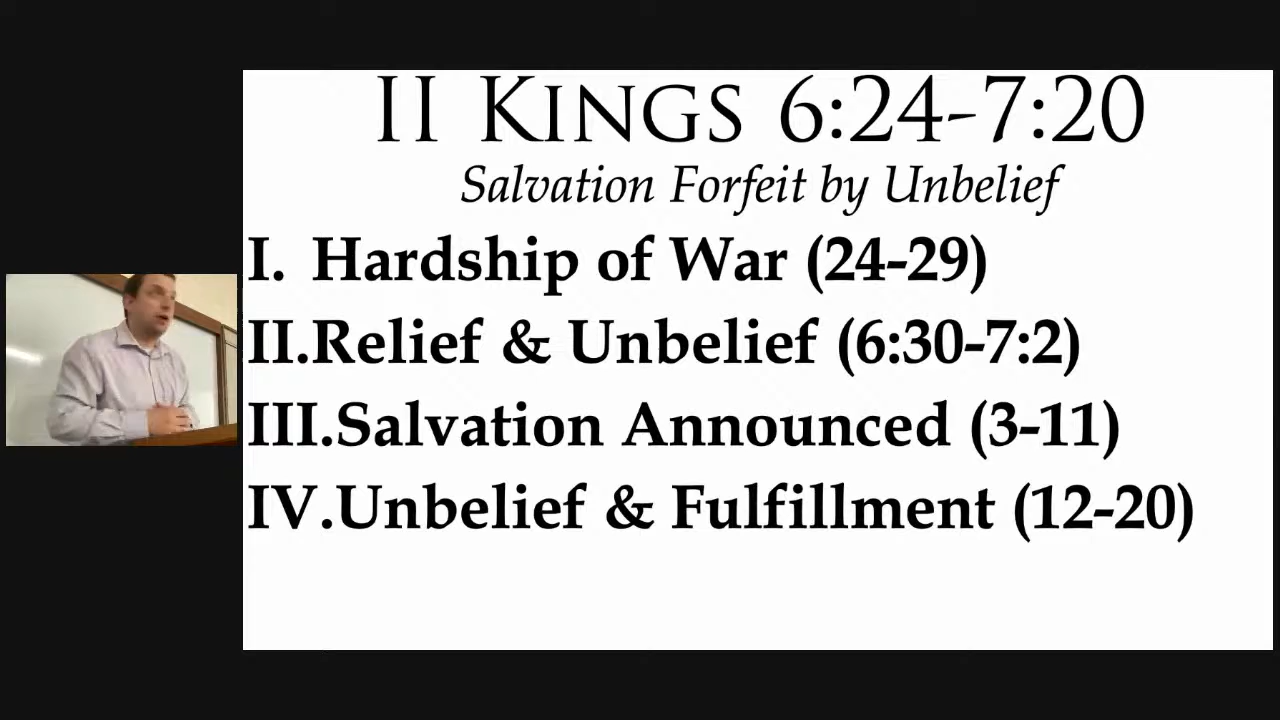 II Kings 6:24-7:20
Salvation Forfeit by Unbelief
I. Hardship of War (24-29)
II.Relief & Unbelief (6:30-7:2)
III.Salvation Announced (3-11)
IV.Unbelief & Fulfillment (12-20)